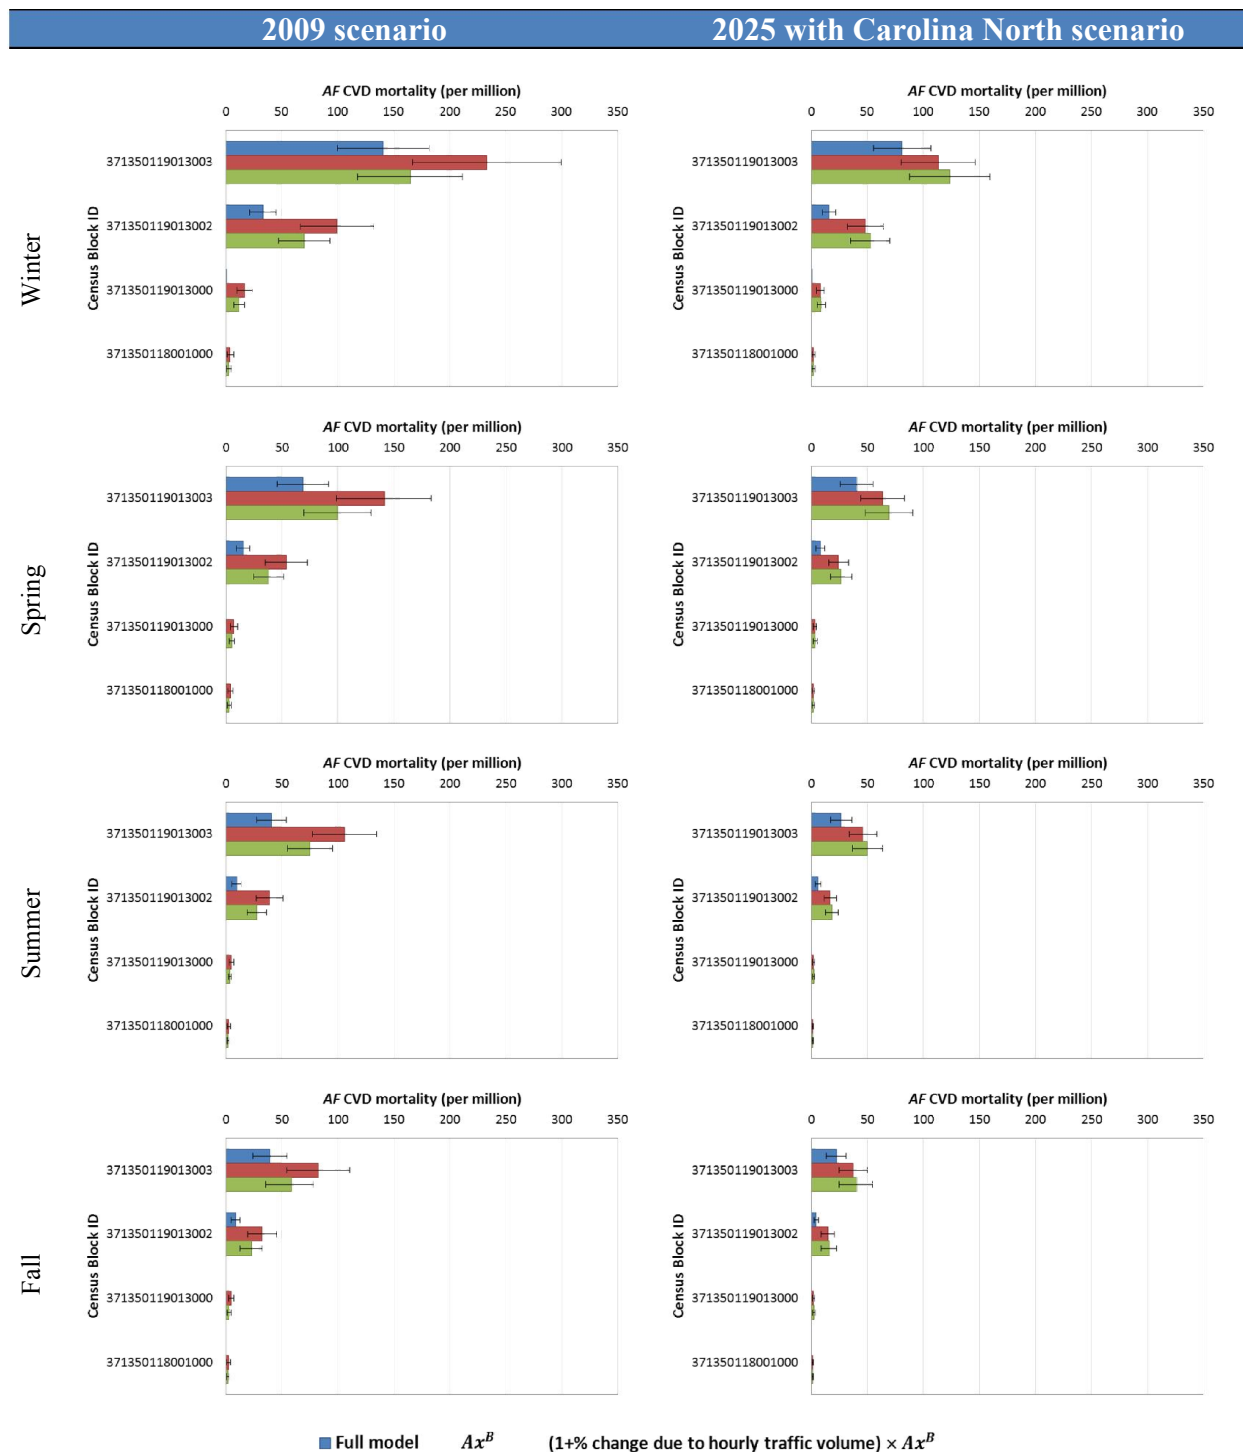 2009 scenario 2025 with Carolina North scenario
Winter
AF CVD mortality (per million)
0 50 100 150 200 250 300 350
Census Block ID
371350119013003
371350119013002
371350119013000
371350118001000
AF CVD mortality (per million)
0 50 100 150 200 250 300 350
Census Block ID
371350119013003
371350119013002
371350119013000
371350118001000
Spring
AF CVD mortality (per million)
0 50 100 150 200 250 300 350
Census Block ID
371350119013003
371350119013002
371350119013000
371350118001000
AF CVD mortality (per million)
0 50 100 150 200 250 300 350
Census Block ID
371350119013003
371350119013002
371350119013000
371350118001000
Summer
AF CVD mortality (per million)
0 50 100 150 200 250 300 350
Census Block ID
371350119013003
371350119013002
371350119013000
371350118001000
AF CVD mortality (per million)
0 50 100 150 200 250 300 350
Census Block ID
371350119013003
371350119013002
371350119013000
371350118001000
Fall
AF CVD mortality (per million)
0 50 100 150 200 250 300 350
Census Block ID
371350119013003
371350119013002
371350119013000
371350118001000
AF CVD mortality (per million)
0 50 100 150 200 250 300 350
Census Block ID
371350119013003
371350119013002
371350119013000
371350118001000
Full model Ax^B (1+% change due to hourly traffic volume) × Ax^B